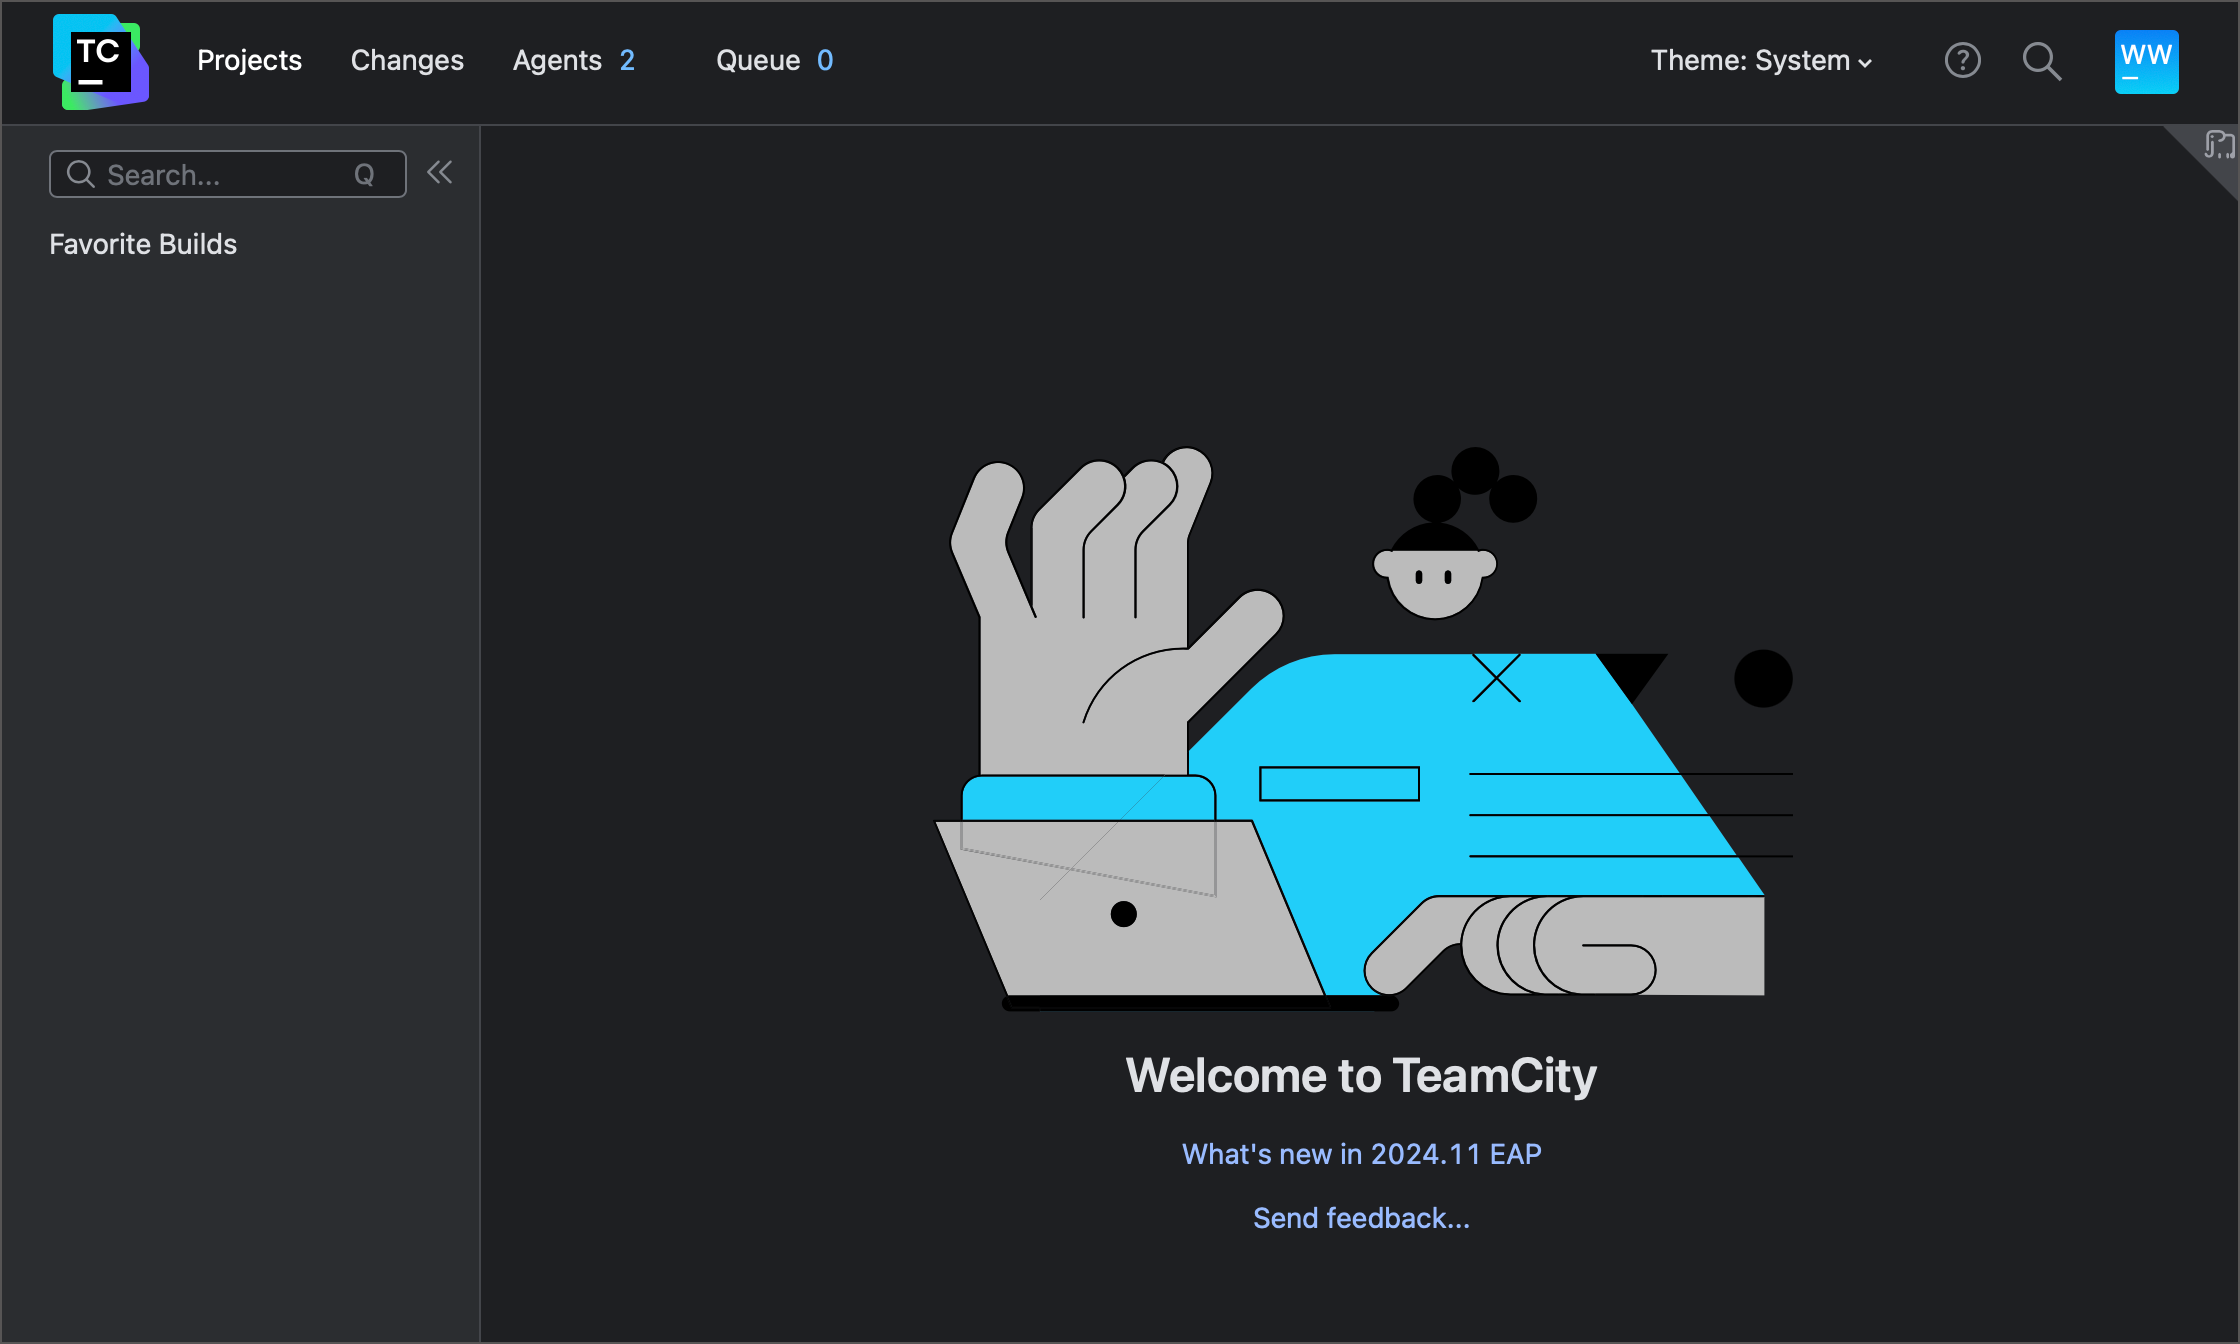 TC
Projects Changes Agents 2 Queue 0 Theme: System ? WW
Search... Q
Favorite Builds
Welcome to TeamCity
What's new in 2024.11 EAP
Send feedback...